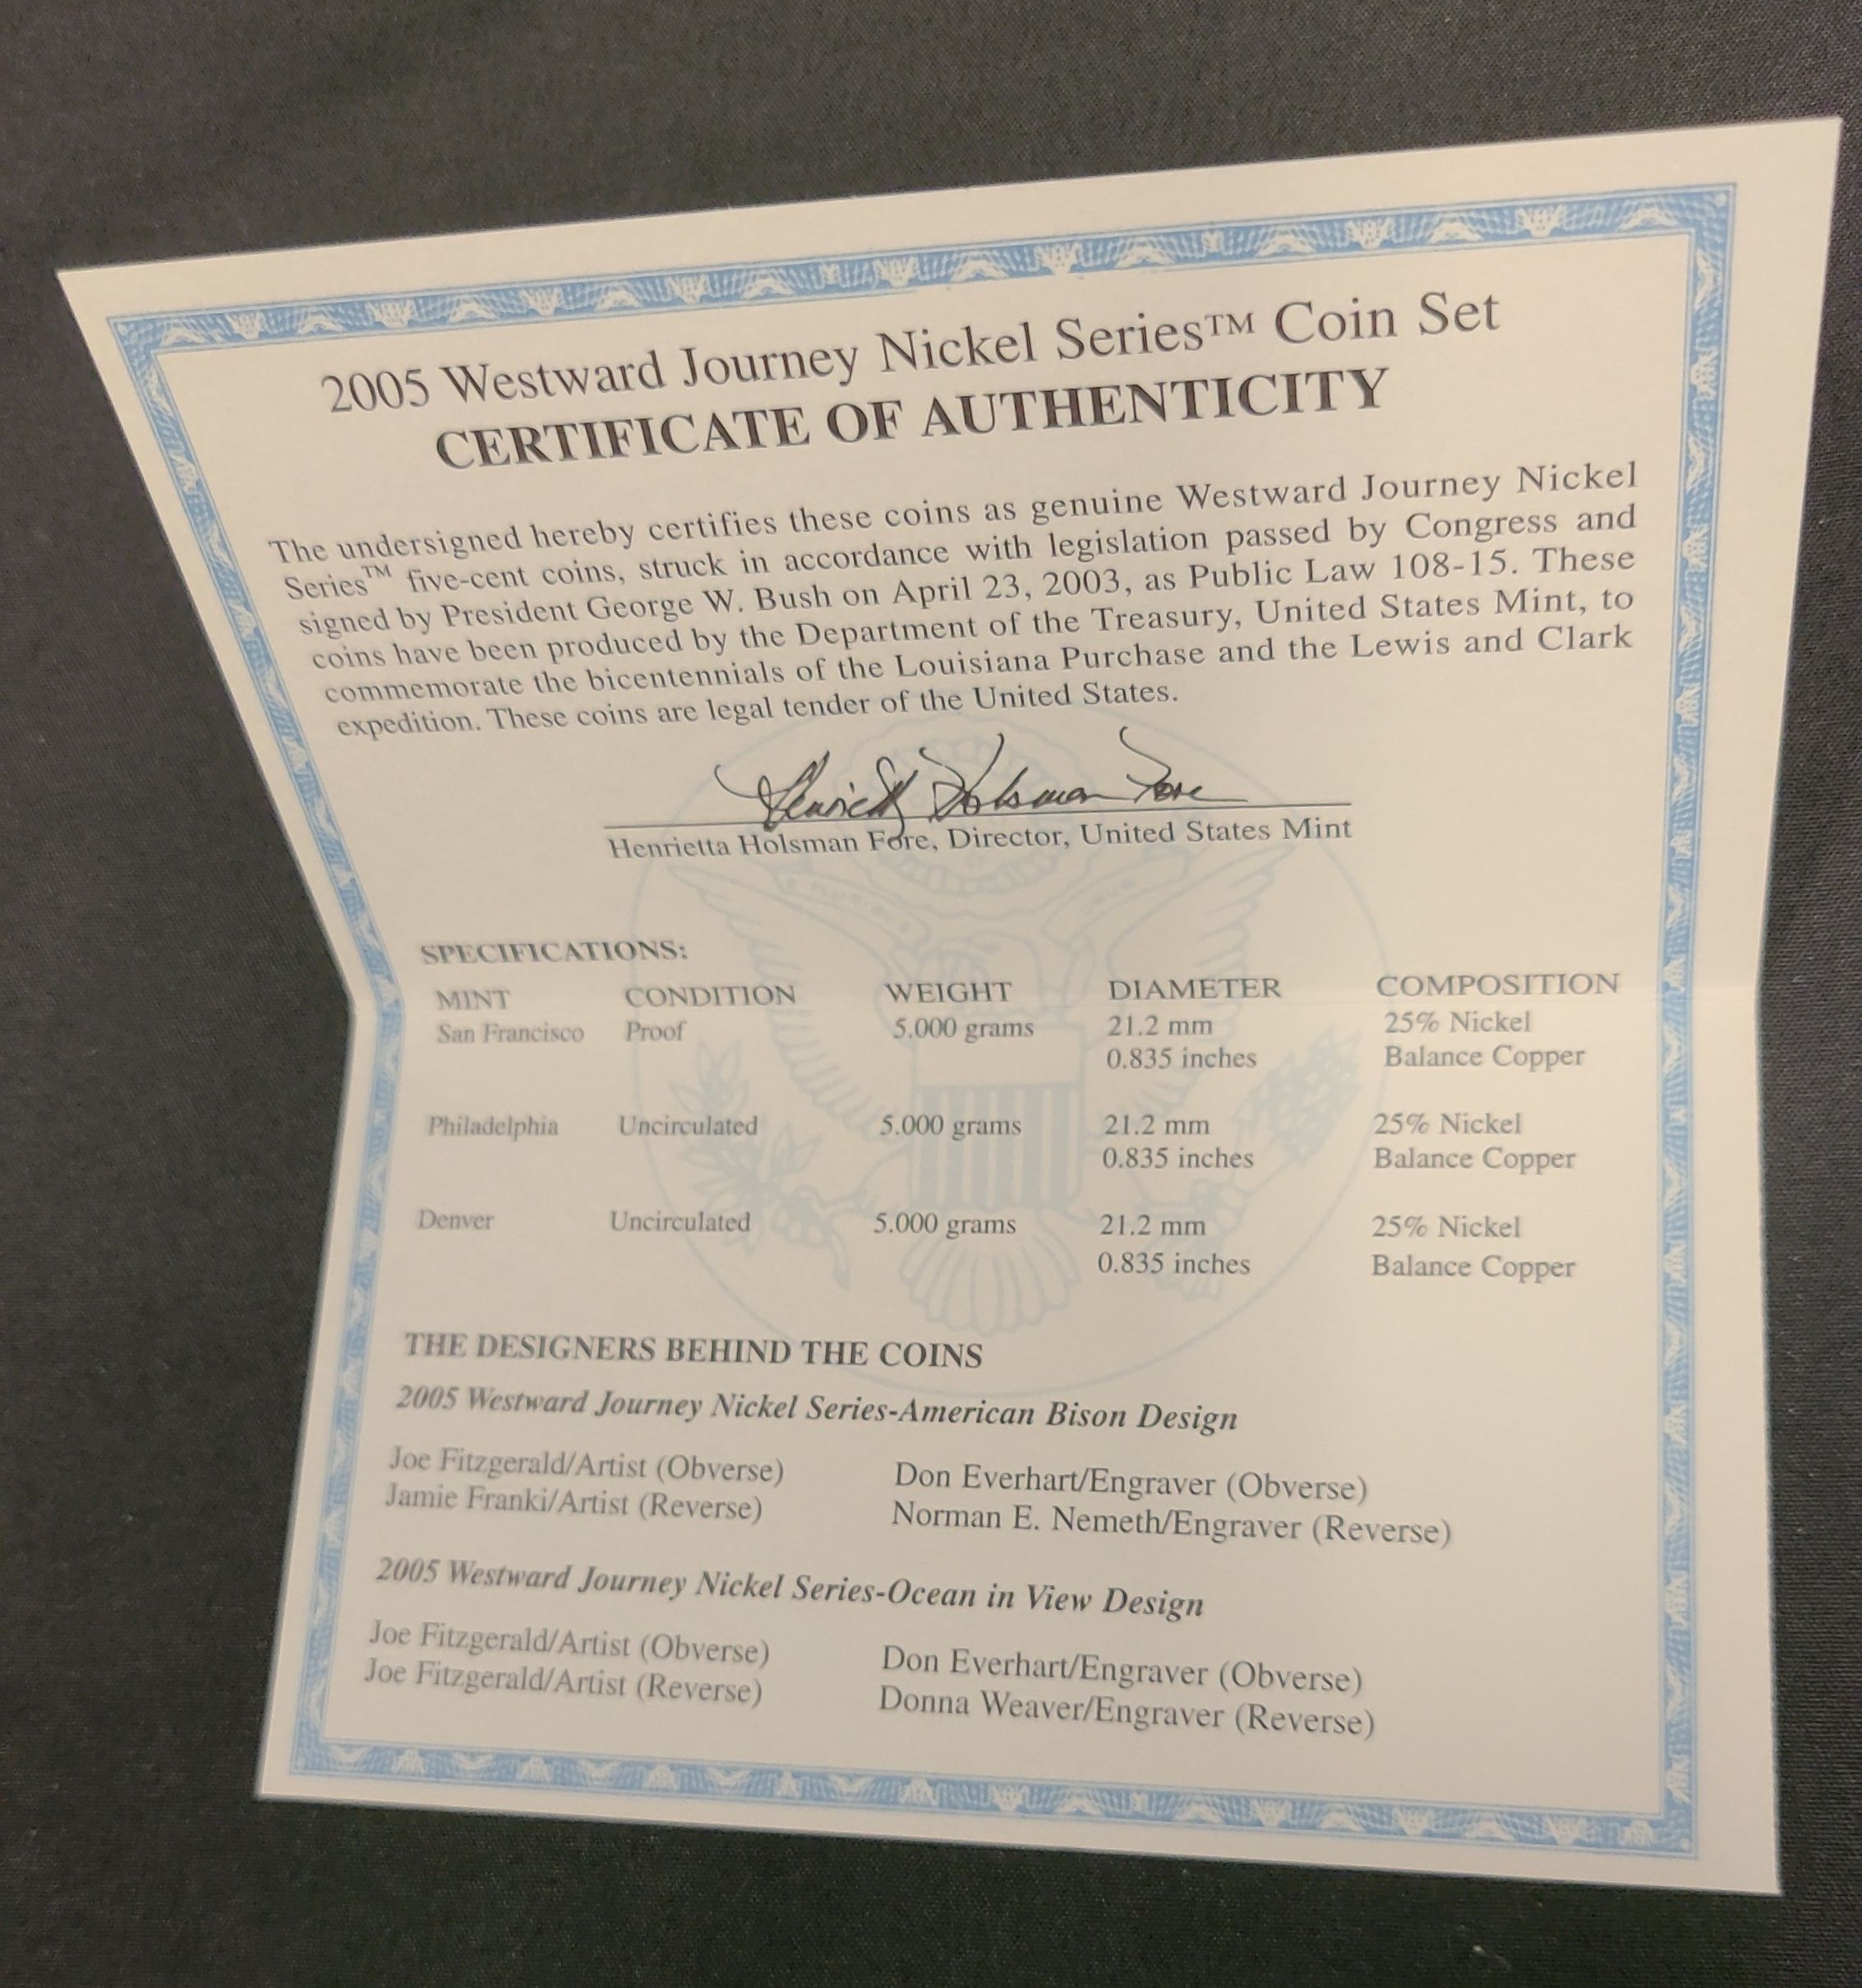 2005 Westward Journey Nickel Series™ Coin Set
CERTIFICATE OF AUTHENTICITY
The undersigned hereby certifies these coins as genuine Westward Journey Nickel
Series™ five-cent coins, struck in accordance with legislation passed by Congress and
signed by President George W. Bush on April 23, 2003, as Public Law 108-15. These
coins have been produced by the Department of the Treasury, United States Mint, to
commemorate the bicentennials of the Louisiana Purchase and the Lewis and Clark
expedition. These coins are legal tender of the United States.
Henrietta Holsman Fore
Henrietta Holsman Fore, Director, United States Mint
SPECIFICATIONS:
MINT CONDITION WEIGHT DIAMETER COMPOSITION
San Francisco Proof 5.000 grams 21.2 mm 25% Nickel
0.835 inches Balance Copper
Philadelphia Uncirculated 5.000 grams 21.2 mm 25% Nickel
0.835 inches Balance Copper
Denver Uncirculated 5.000 grams 21.2 mm 25% Nickel
0.835 inches Balance Copper
THE DESIGNERS BEHIND THE COINS
2005 Westward Journey Nickel Series-American Bison Design
Joe Fitzgerald/Artist (Obverse) Don Everhart/Engraver (Obverse)
Jamie Franki/Artist (Reverse) Norman E. Nemeth/Engraver (Reverse)
2005 Westward Journey Nickel Series-Ocean in View Design
Joe Fitzgerald/Artist (Obverse) Don Everhart/Engraver (Obverse)
Joe Fitzgerald/Artist (Reverse) Donna Weaver/Engraver (Reverse)